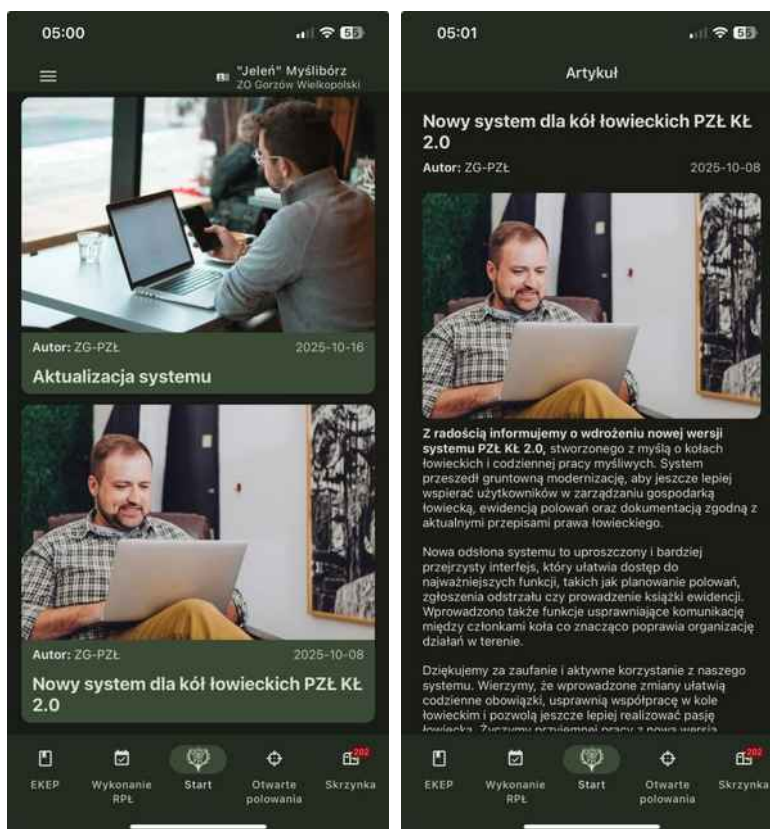 05:00
55
"Jeleń" Myślibórz
ZO Gorzów Wielkopolski
Autor: ZG-PZŁ 2025-10-16
Aktualizacja systemu
Autor: ZG-PZŁ 2025-10-08
Nowy system dla kół łowieckich PZŁ KŁ
2.0
EKEP
Wykonanie
RPŁ
Start
Otwarte
polowania
202
Skrzynka
05:01
55
Artykuł
Nowy system dla kół łowieckich PZŁ KŁ
2.0
Autor: ZG-PZŁ 2025-10-08
Z radością informujemy o wdrożeniu nowej wersji
systemu PZŁ KŁ 2.0, stworzonego z myślą o kołach
łowieckich i codziennej pracy myśliwych. System
przeszedł gruntowną modernizację, aby jeszcze lepiej
wspierać użytkowników w zarządzaniu gospodarką
łowiecką, ewidencją polowań oraz dokumentacją zgodną z
aktualnymi przepisami prawa łowieckiego.
Nowa odsłona systemu to uproszczony i bardziej
przejrzysty interfejs, który ułatwia dostęp do
najważniejszych funkcji, takich jak planowanie polowań,
zgłoszenia odstrzału czy prowadzenie książki ewidencji.
Wprowadzono także funkcje usprawniające komunikację
między członkami koła co znacząco poprawia organizację
działań w terenie.
Dziękujemy za zaufanie i aktywne korzystanie z naszego
systemu. Wierzymy, że wprowadzone zmiany ułatwią
codzienne obowiązki, usprawnią współpracę w kole
łowieckim i pozwolą jeszcze lepiej realizować pasję
łowiecką. Życzymy przyjemnej pracy z nową wersją
EKEP
Wykonanie
RPŁ
Start
Otwarte
polowania
202
Skrzynka